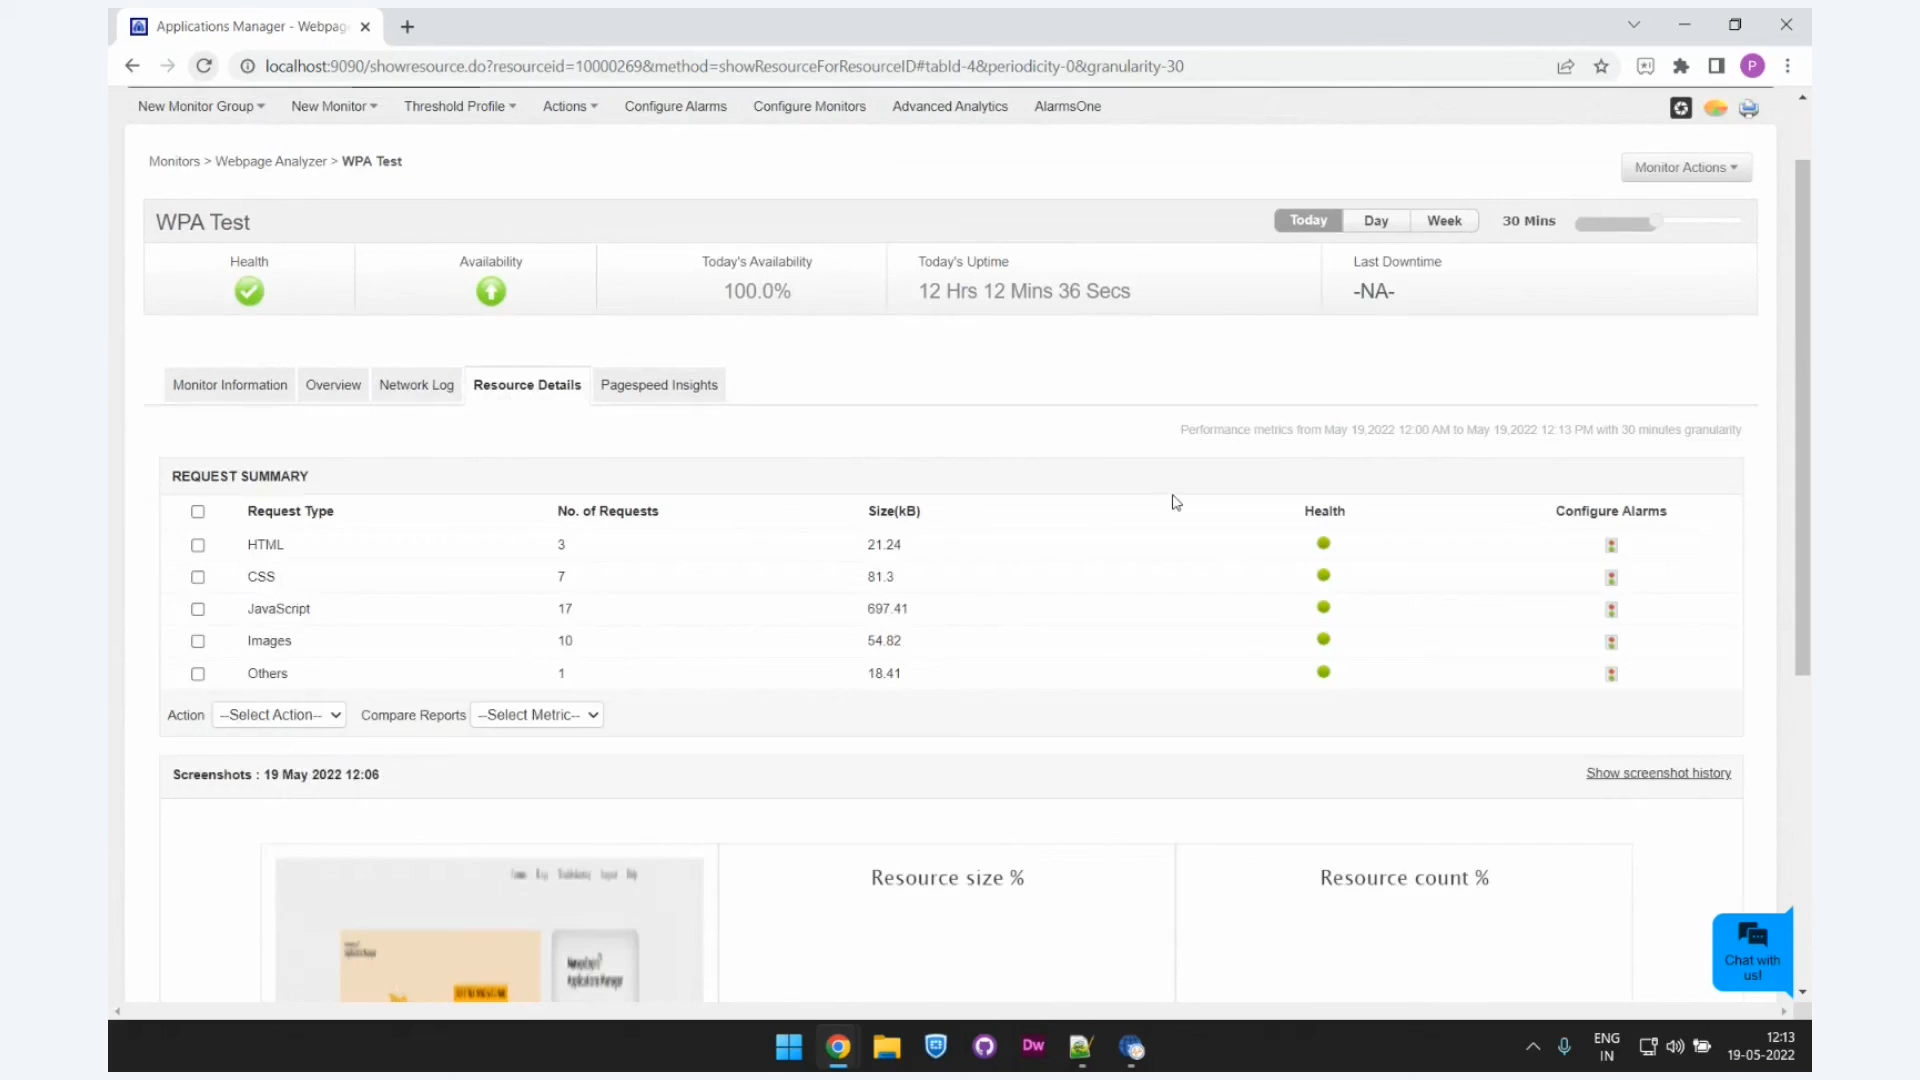 Applications Manager - Webpag
localhost:9090/showresource.do?resourceid=10000269&method=showResourceForResourceID#tabId-4&periodicity-0&granularity-30
P
New Monitor Group New Monitor Threshold Profile Actions Configure Alarms Configure Monitors Advanced Analytics AlarmsOne
Monitors > Webpage Analyzer > WPA Test
Monitor Actions
WPA Test
Today Day Week 30 Mins
Health Availability Today's Availability Today's Uptime Last Downtime
100.0% 12 Hrs 12 Mins 36 Secs -NA-
Monitor Information Overview Network Log Resource Details Pagespeed Insights
Performance metrics from May 19,2022 12:00 AM to May 19,2022 12:13 PM with 30 minutes granularity
REQUEST SUMMARY
Request Type No. of Requests Size(kB) Health Configure Alarms
HTML 3 21.24
CSS 7 81.3
JavaScript 17 697.41
Images 10 54.82
Others 1 18.41
Action --Select Action-- Compare Reports --Select Metric--
Screenshots : 19 May 2022 12:06 Show screenshot history
Resource size % Resource count %
Chat with
us!
Dw
ENG
IN
12:13
19-05-2022